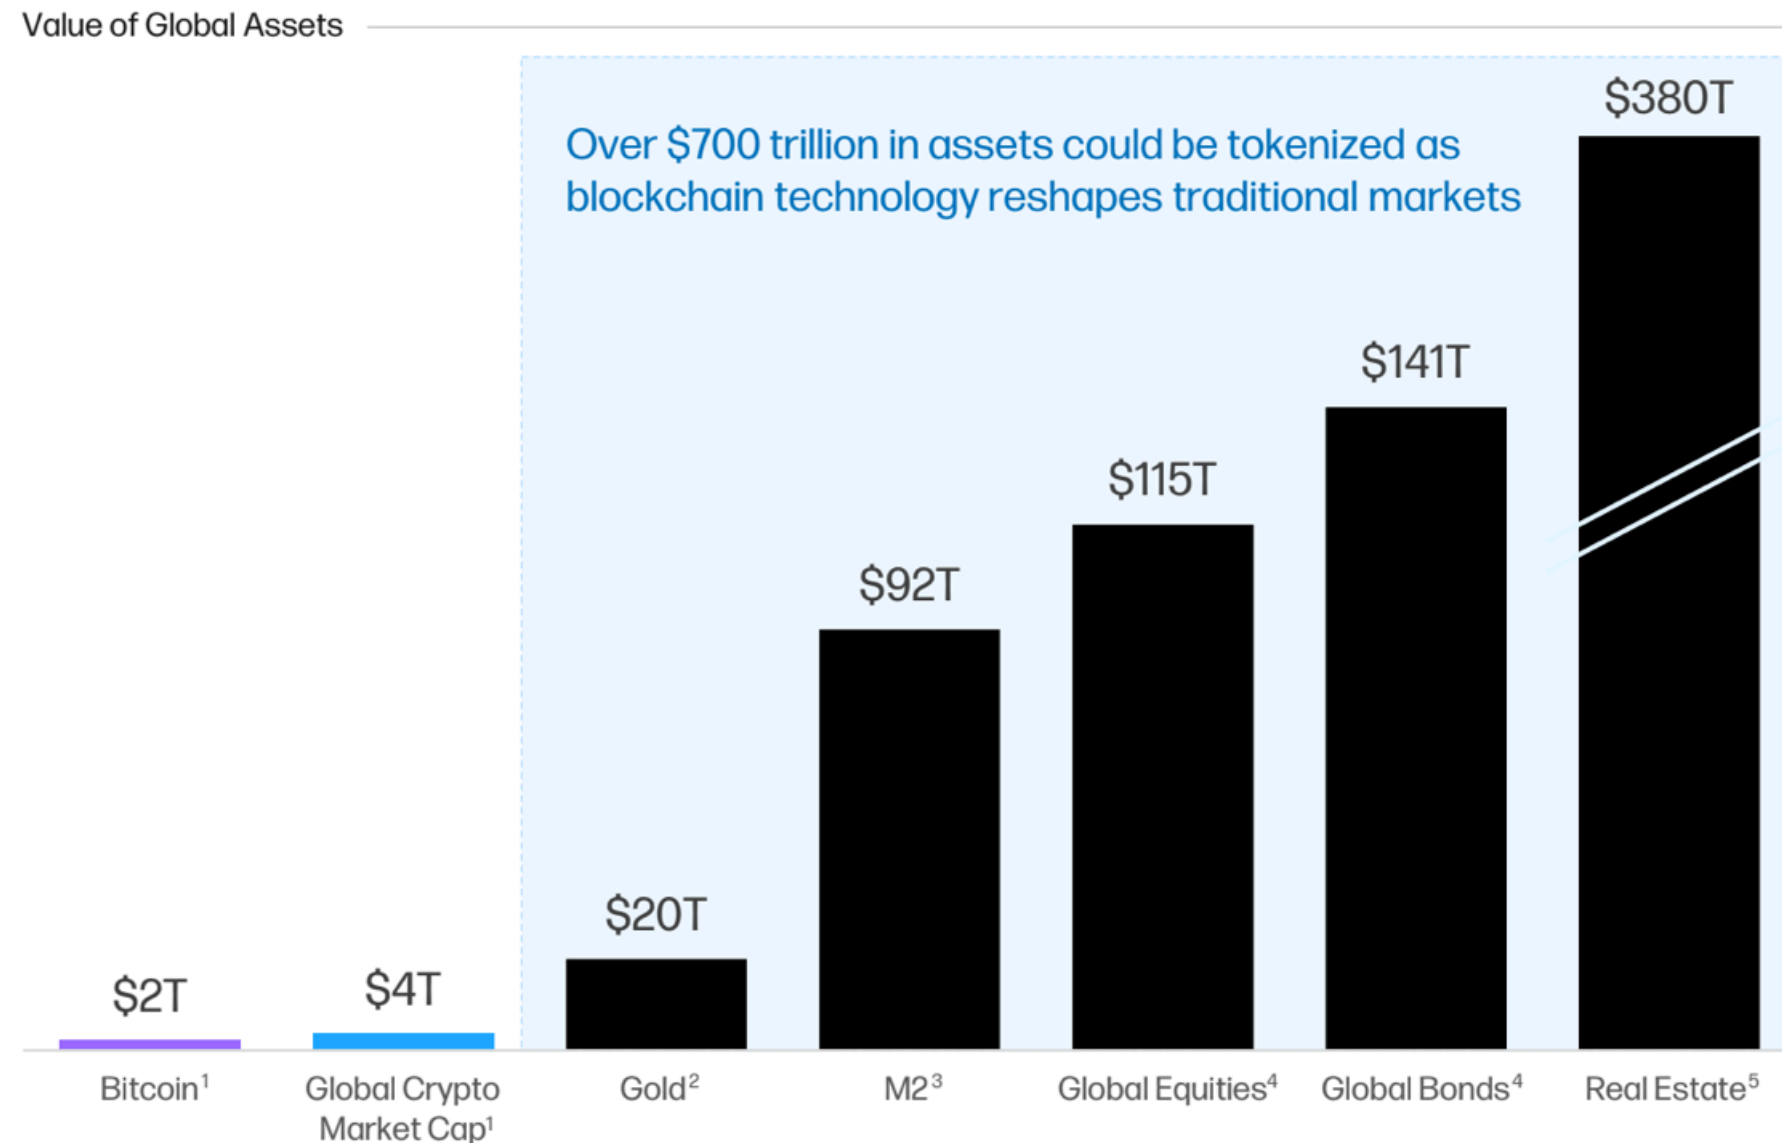 Value of Global Assets
Over $700 trillion in assets could be tokenized as
blockchain technology reshapes traditional markets
$2T
$4T
$20T
$92T
$115T
$141T
$380T
Bitcoin¹
Global Crypto
Market Cap¹
Gold²
M2³
Global Equities⁴
Global Bonds⁴
Real Estate⁵